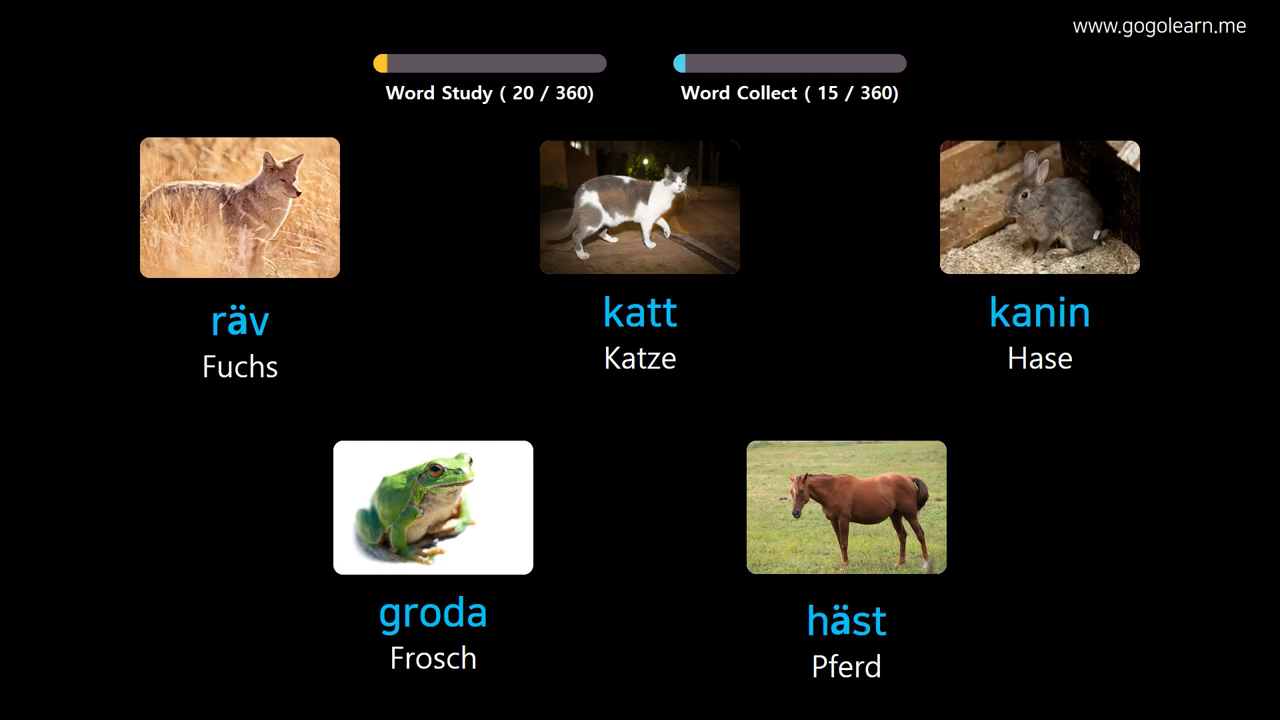 www.gogolearn.me
Word Study ( 20 / 360)
Word Collect ( 15 / 360)
räv
Fuchs
katt
Katze
kanin
Hase
groda
Frosch
häst
Pferd